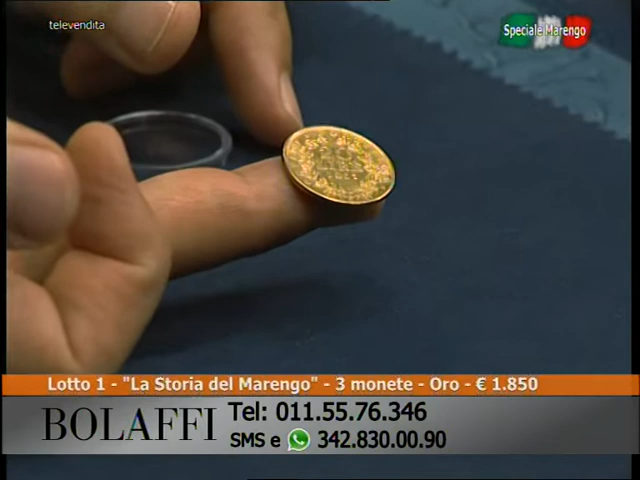 televendita
Speciale Marengo
Lotto 1 - "La Storia del Marengo" - 3 monete - Oro - € 1.850
BOLAFFI
Tel: 011.55.76.346
SMS e 342.830.00.90